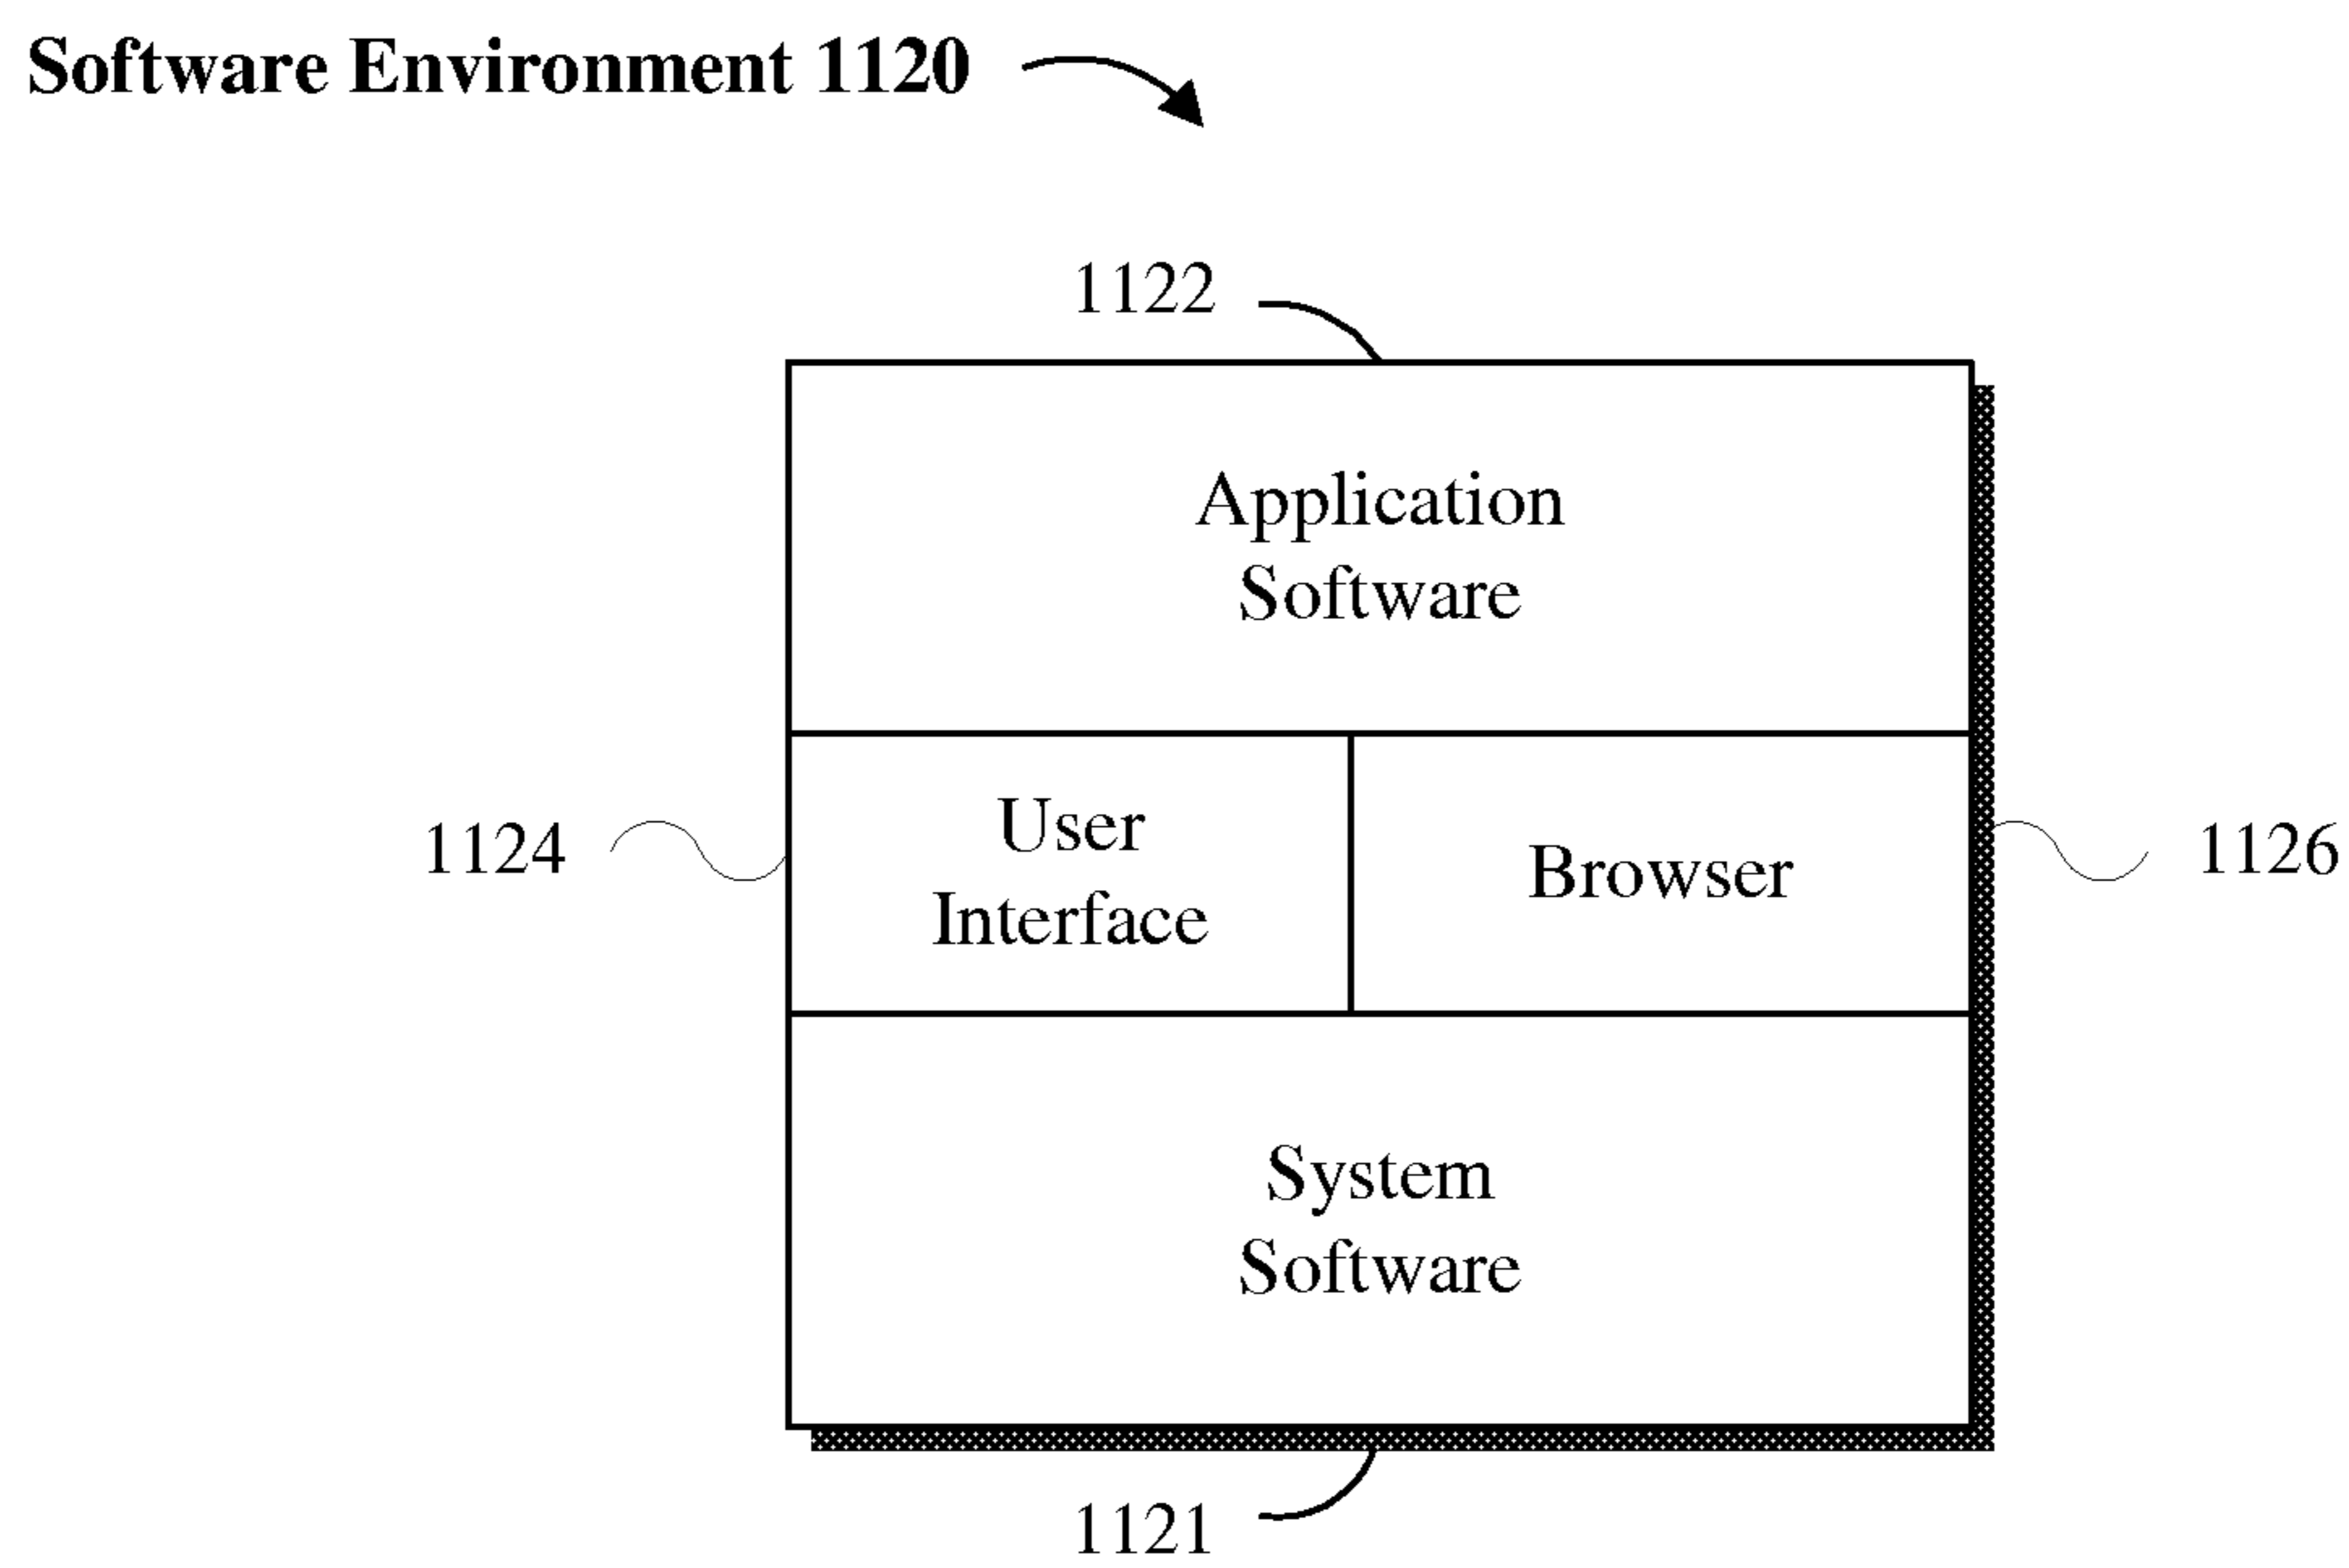 Software Environment 1120
1122
Application
Software
1124
User
Interface
Browser
1126
System
Software
1121